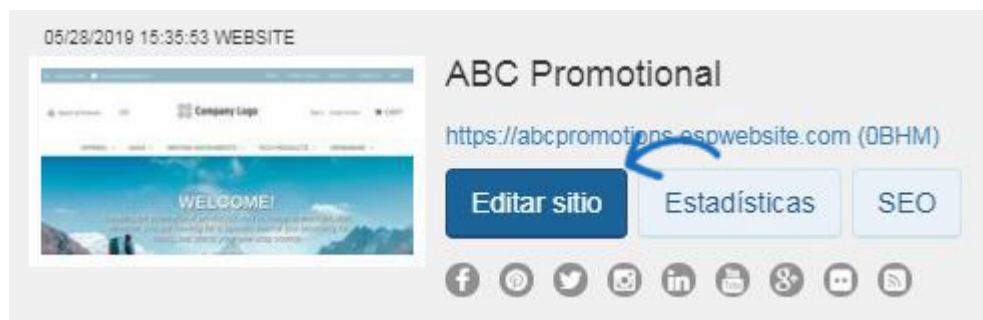 05/28/2019 15:35:53 WEBSITE
Company Logo
WELCOME!
ABC Promotional
https://abcpromotions.espwebsite.com (0BHM)
Editar sitio
Estadísticas
SEO